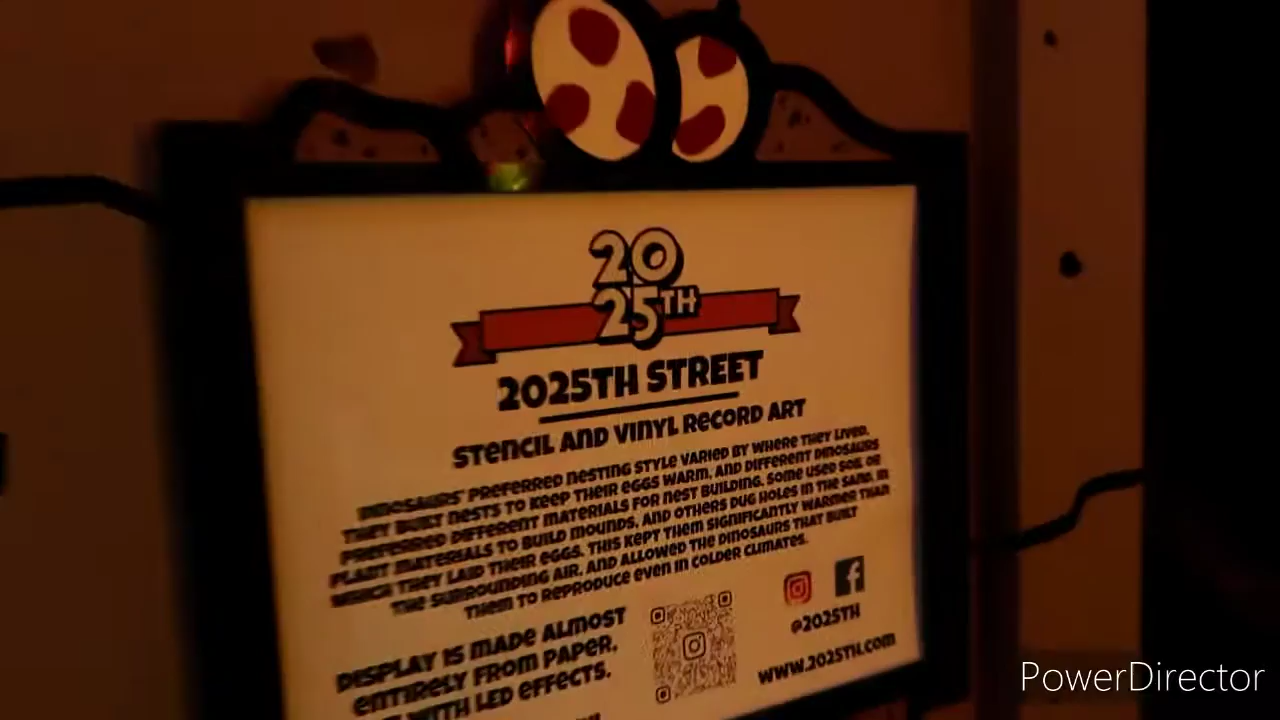 20
25TH
2025TH STREET
STENCIL AND VINYL RECORD ART
DINOSAURS' PREFERRED NESTING STYLE VARIED BY WHERE THEY LIVED.
THEY BUILT NESTS TO KEEP THEIR EGGS WARM, AND DIFFERENT DINOSAURS
PREFERRED DIFFERENT MATERIALS FOR NEST BUILDING. SOME USED SOIL OR
PLANT MATERIALS TO BUILD MOUNDS, AND OTHERS DUG HOLES IN THE SAND, IN
WHICH THEY LAID THEIR EGGS. THIS KEPT THEM SIGNIFICANTLY WARMER THAN
THE SURROUNDING AIR, AND ALLOWED THE DINOSAURS THAT BUILT
THEM TO REPRODUCE EVEN IN COLDER CLIMATES.
DISPLAY IS MADE ALMOST
ENTIRELY FROM PAPER,
WITH LED EFFECTS.
@2025TH
WWW.2025TH.COM
PowerDirector